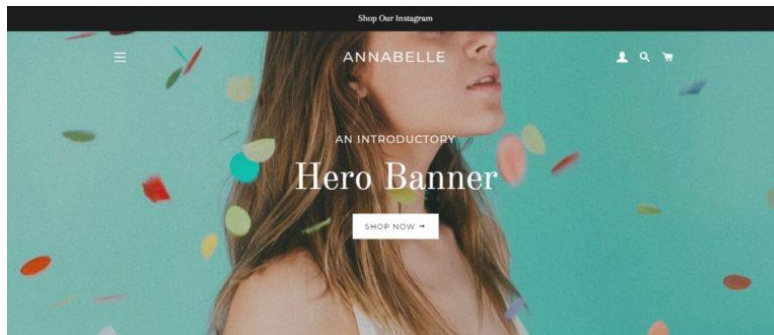 Shop Our Instagram
ANNABELLE
AN INTRODUCTORY
Hero Banner
SHOP NOW →